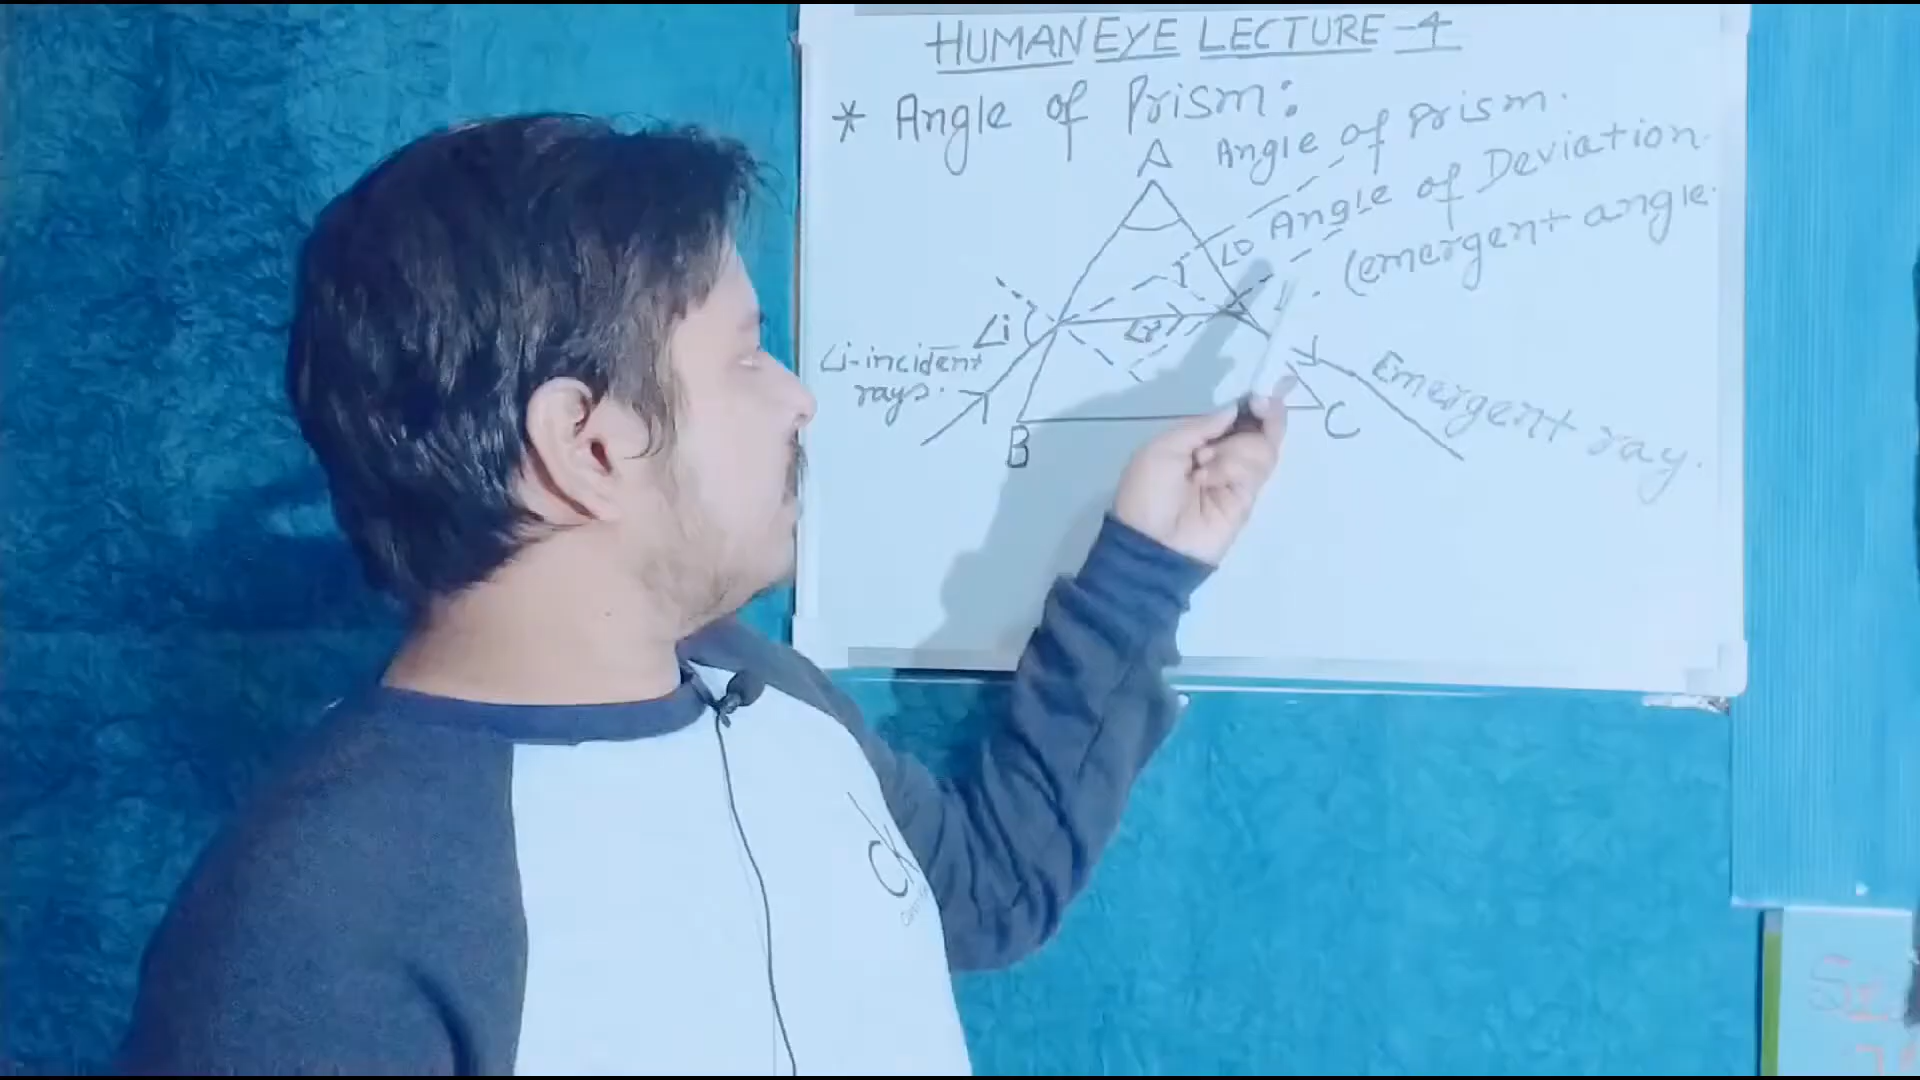 HUMAN EYE LECTURE-4
* Angle of Prism:
A
Angle of Prism.
∠D Angle of Deviation.
(emergent angle.
∠i
∠r
∠i-incident
rays.
Emergent ray.
B
C
ck